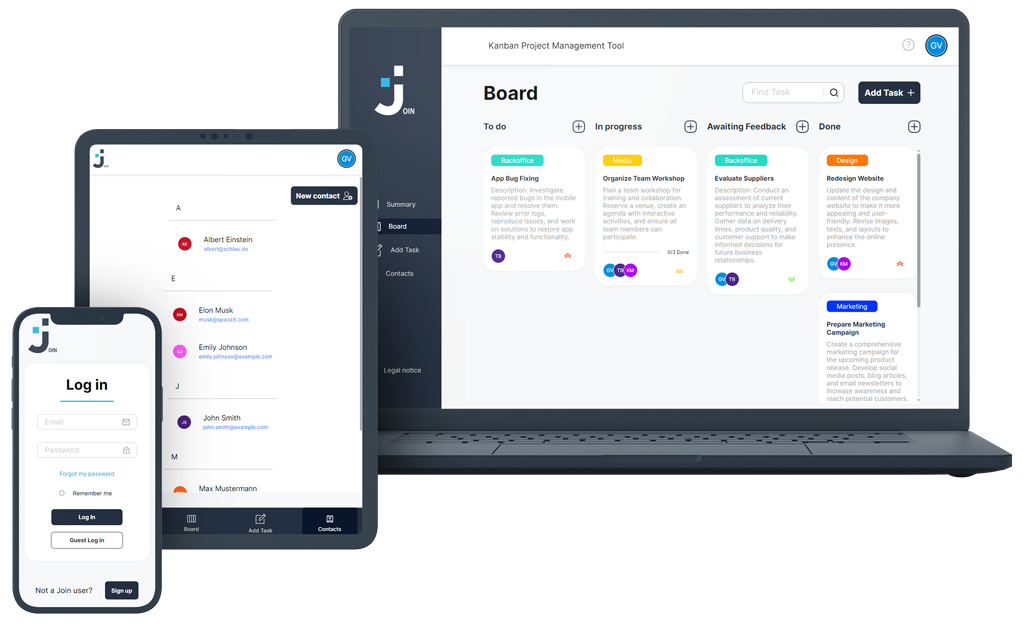 Kanban Project Management Tool
?
GV
OIN
Summary
Board
Add Task
Contacts
Legal notice
Board
Find Task
Add Task +
To do
In progress
Awaiting Feedback
Done
Backoffice
App Bug Fixing
Description: Investigate
reported bugs in the mobile
app and resolve them.
Review error logs,
reproduce issues, and work
on solutions to restore app
stability and functionality.
TB
Media
Organize Team Workshop
Plan a team workshop for
training and collaboration.
Reserve a venue, create an
agenda with interactive
activities, and ensure all
team members can
participate.
0/3 Done
GV TB KM
Backoffice
Evaluate Suppliers
Description: Conduct an
assessment of current
suppliers to analyze their
performance and reliability.
Gather data on delivery
times, product quality, and
customer support to make
informed decisions for
future business
relationships.
GV TB
Design
Redesign Website
Update the design and
content of the company
website to make it more
appealing and user-
friendly. Revise images,
texts, and layouts to
enhance the online
presence.
GV KM
Marketing
Prepare Marketing
Campaign
Create a comprehensive
marketing campaign for
the upcoming product
release. Develop social
media posts, blog articles,
and email newsletters to
increase awareness and
reach potential customers.
GV
New contact
A
AE
Albert Einstein
albert@schlau.de
E
EM
Elon Musk
musk@spaceX.com
EJ
Emily Johnson
emily.johnson@example.com
J
JS
John Smith
john.smith@example.com
M
Max Mustermann
Board
Add Task
Contacts
OIN
Log in
Email
Password
Forgot my password
Remember me
Log In
Guest Log in
Not a Join user?
Sign up